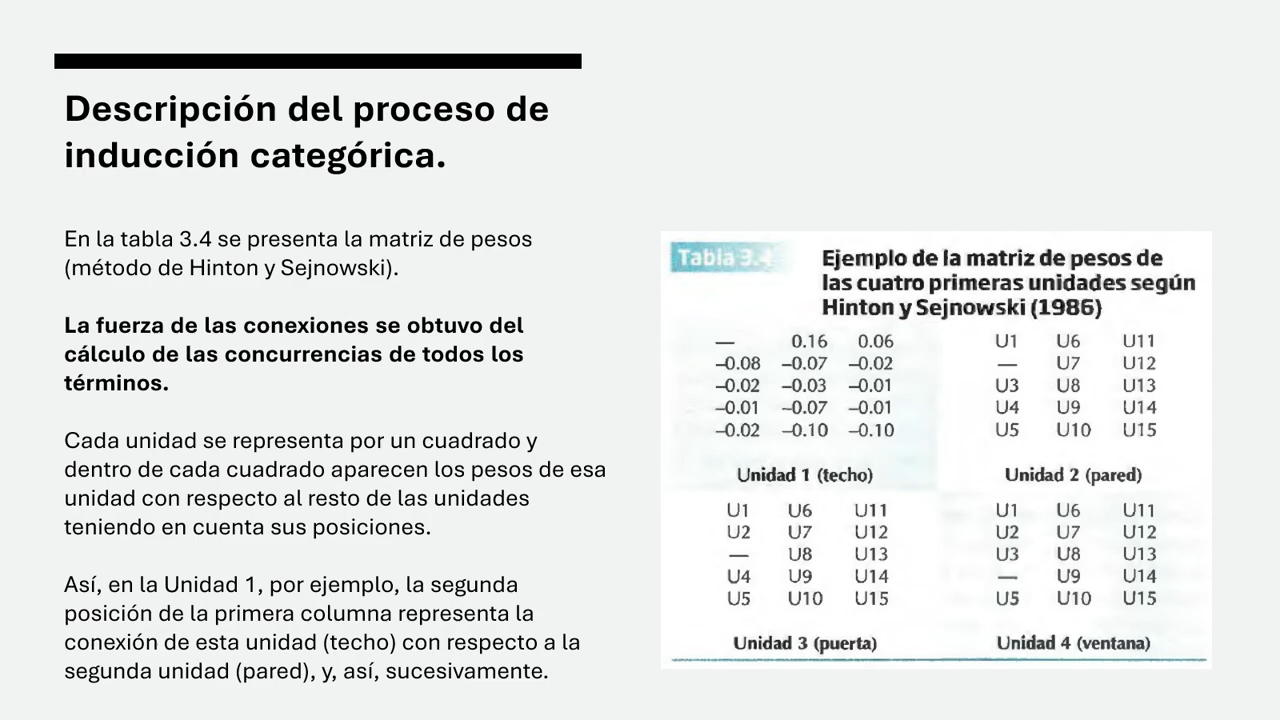 Descripción del proceso de
inducción categórica.
En la tabla 3.4 se presenta la matriz de pesos
(método de Hinton y Sejnowski).
La fuerza de las conexiones se obtuvo del
cálculo de las concurrencias de todos los
términos.
Cada unidad se representa por un cuadrado y
dentro de cada cuadrado aparecen los pesos de esa
unidad con respecto al resto de las unidades
teniendo en cuenta sus posiciones.
Así, en la Unidad 1, por ejemplo, la segunda
posición de la primera columna representa la
conexión de esta unidad (techo) con respecto a la
segunda unidad (pared), y, así, sucesivamente.
Tabla 3.4
Ejemplo de la matriz de pesos de
las cuatro primeras unidades según
Hinton y Sejnowski (1986)
— 0.16 0.06
–0.08 –0.07 –0.02
–0.02 –0.03 –0.01
–0.01 –0.07 –0.01
–0.02 –0.10 –0.10
Unidad 1 (techo)
U1 U6 U11
— U7 U12
U3 U8 U13
U4 U9 U14
U5 U10 U15
Unidad 2 (pared)
U1 U6 U11
U2 U7 U12
— U8 U13
U4 U9 U14
U5 U10 U15
Unidad 3 (puerta)
U1 U6 U11
U2 U7 U12
U3 U8 U13
— U9 U14
U5 U10 U15
Unidad 4 (ventana)